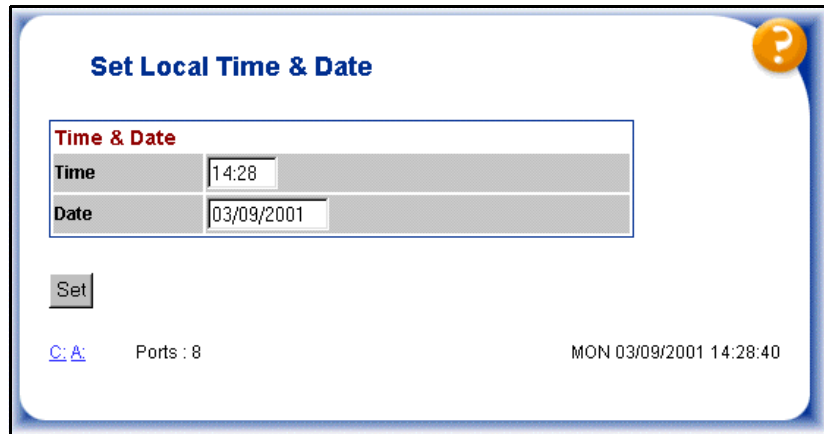 Set Local Time & Date
?
Time & Date
Time 14:28
Date 03/09/2001
Set
C: A: Ports : 8 MON 03/09/2001 14:28:40